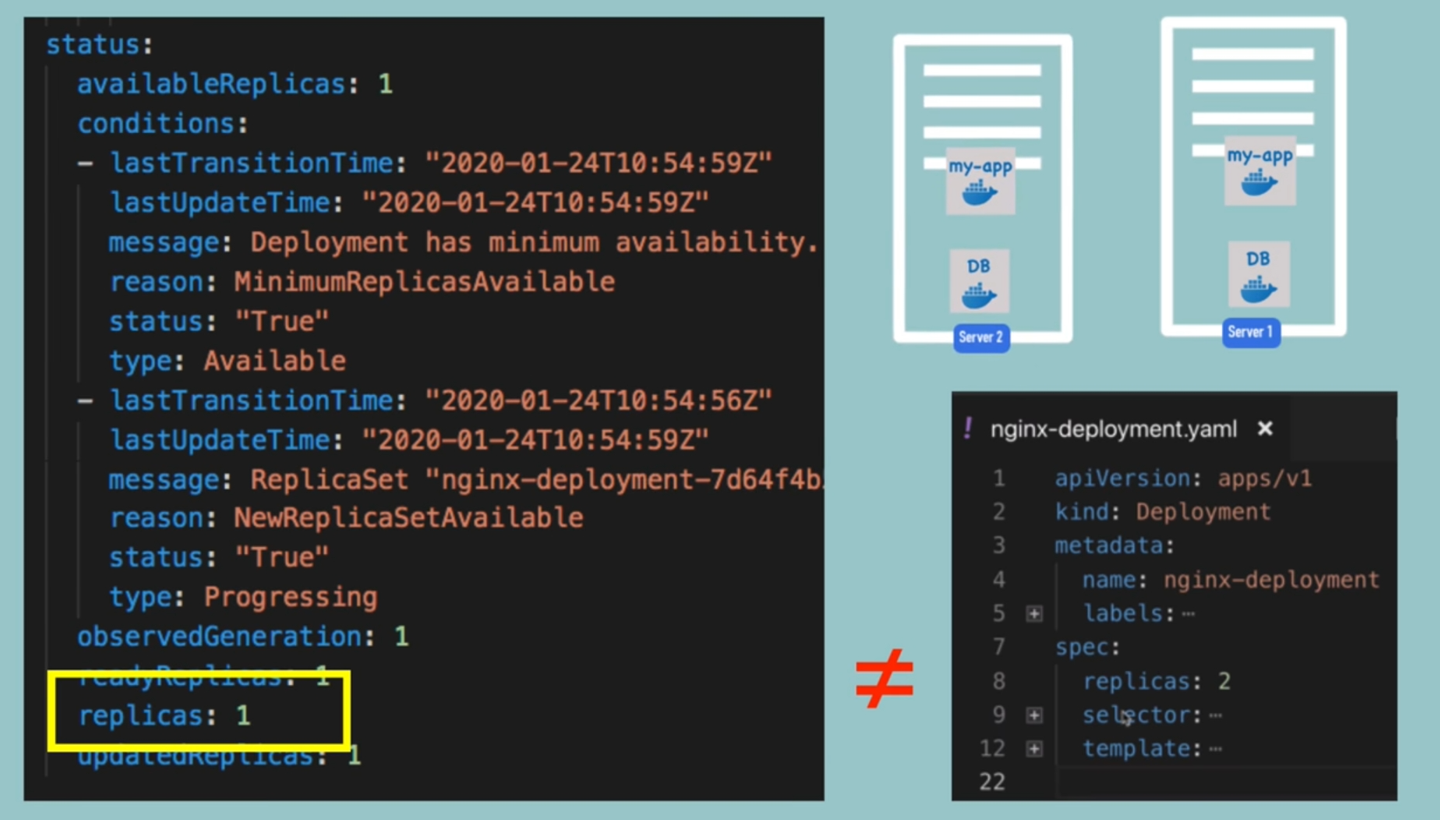 status:
availableReplicas: 1
conditions:
- lastTransitionTime: "2020-01-24T10:54:59Z"
lastUpdateTime: "2020-01-24T10:54:59Z"
message: Deployment has minimum availability.
reason: MinimumReplicasAvailable
status: "True"
type: Available
- lastTransitionTime: "2020-01-24T10:54:56Z"
lastUpdateTime: "2020-01-24T10:54:59Z"
message: ReplicaSet "nginx-deployment-7d64f4b
reason: NewReplicaSetAvailable
status: "True"
type: Progressing
observedGeneration: 1
readyReplicas: 1
replicas: 1
updatedReplicas: 1
my-app
DB
Server 2
my-app
DB
Server 1
≠
! nginx-deployment.yaml ×
1 apiVersion: apps/v1
2 kind: Deployment
3 metadata:
4 name: nginx-deployment
5 labels: ⋯
7 spec:
8 replicas: 2
9 selector: ⋯
12 template: ⋯
22